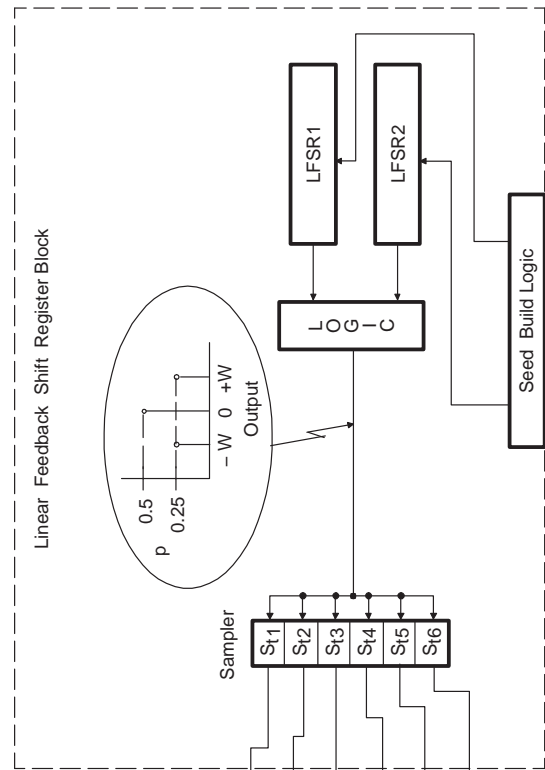 Linear Feedback Shift Register Block
p
0.5
0.25
– W 0 +W
Output
Sampler
St1
St2
St3
St4
St5
St6
LOGIC
LFSR1
LFSR2
Seed Build Logic